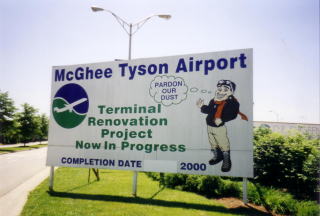 McGhee Tyson Airport
PARDON
OUR
DUST
Terminal
Renovation
Project
Now In Progress
COMPLETION DATE 2000